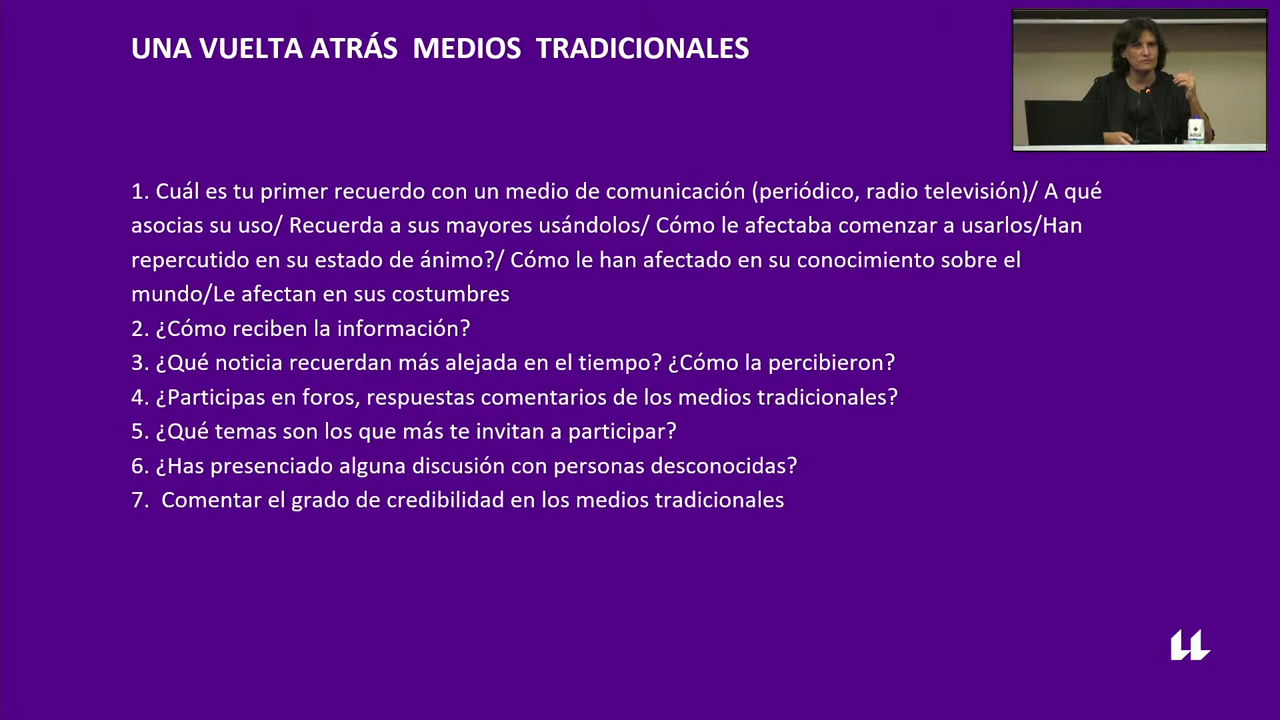 UNA VUELTA ATRÁS  MEDIOS  TRADICIONALES
1. Cuál es tu primer recuerdo con un medio de comunicación (periódico, radio televisión)/ A qué
asocias su uso/ Recuerda a sus mayores usándolos/ Cómo le afectaba comenzar a usarlos/Han
repercutido en su estado de ánimo?/ Cómo le han afectado en su conocimiento sobre el
mundo/Le afectan en sus costumbres
2. ¿Cómo reciben la información?
3. ¿Qué noticia recuerdan más alejada en el tiempo? ¿Cómo la percibieron?
4. ¿Participas en foros, respuestas comentarios de los medios tradicionales?
5. ¿Qué temas son los que más te invitan a participar?
6. ¿Has presenciado alguna discusión con personas desconocidas?
7.  Comentar el grado de credibilidad en los medios tradicionales